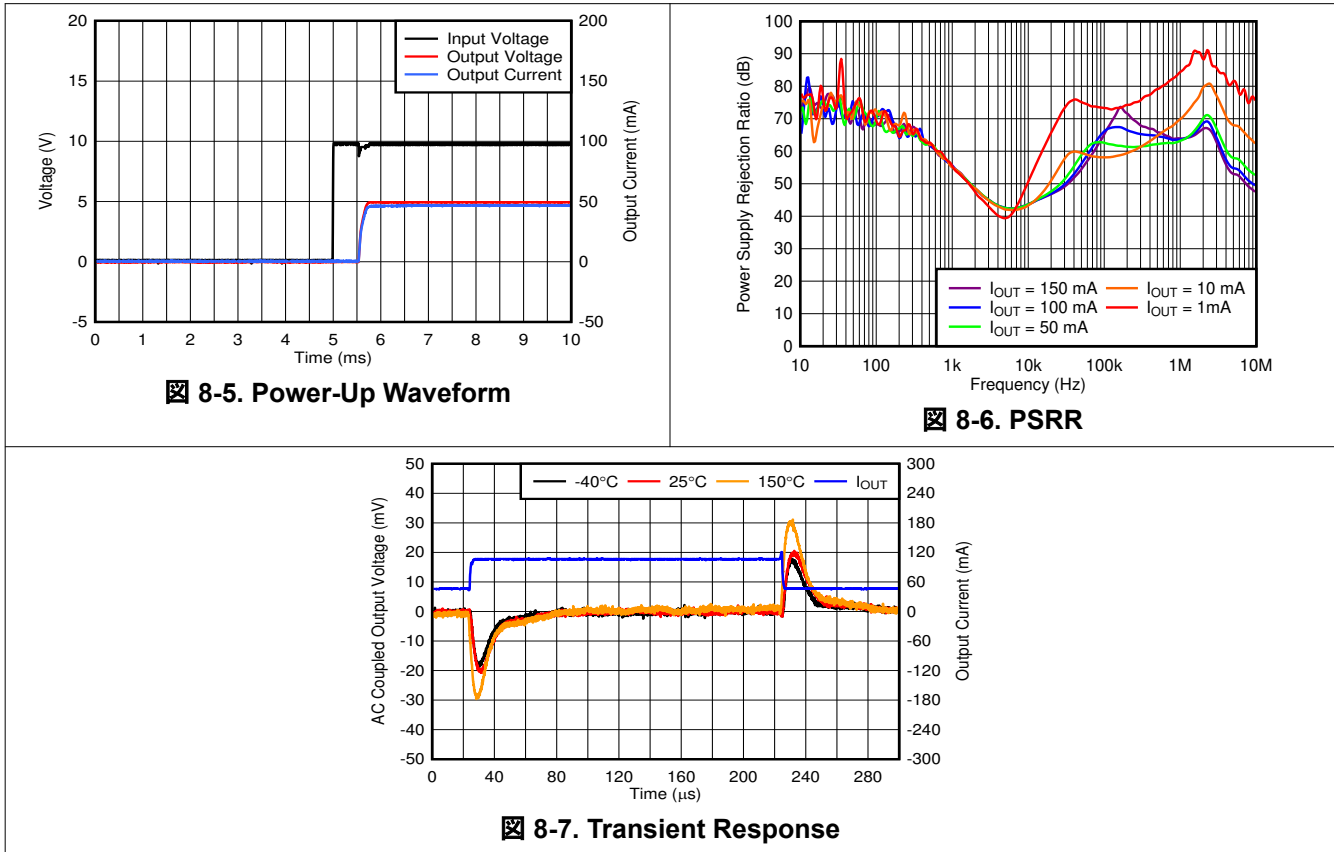 20
15
10
5
0
-5
200
150
100
50
0
-50
Voltage (V)
Output Current (mA)
Input Voltage
Output Voltage
Output Current
0 1 2 3 4 5 6 7 8 9 10
Time (ms)
図 8-5. Power-Up Waveform
100
90
80
70
60
50
40
30
20
10
0
Power Supply Rejection Ratio (dB)
IOUT = 150 mA
IOUT = 100 mA
IOUT = 50 mA
IOUT = 10 mA
IOUT = 1mA
10 100 1k 10k 100k 1M 10M
Frequency (Hz)
図 8-6. PSRR
50
40
30
20
10
0
-10
-20
-30
-40
-50
300
240
180
120
60
0
-60
-120
-180
-240
-300
AC Coupled Output Voltage (mV)
Output Current (mA)
-40°C 25°C 150°C IOUT
0 40 80 120 160 200 240 280
Time (µs)
図 8-7. Transient Response